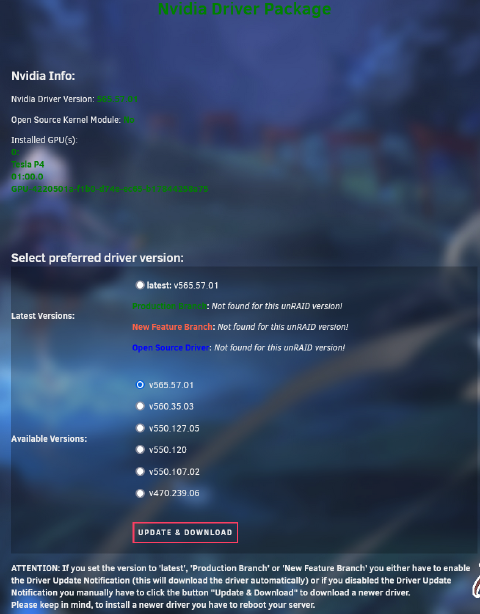 Nvidia Driver Package
Nvidia Info:
Nvidia Driver Version: 565.57.01
Open Source Kernel Module:
Installed GPU(s):
0:
Tesla P4
01:00.0
Select preferred driver version:
latest: v565.57.01
Production Branch: Not found for this unRAID version!
Latest Versions:
New Feature Branch: Not found for this unRAID version!
Open Source Driver: Not found for this unRAID version!
v565.57.01
v560.35.03
v550.127.05
Available Versions:
v550.120
v550.107.02
v470.239.06
UPDATE & DOWNLOAD
ATTENTION: If you set the version to 'latest', 'Production Branch' or 'New Feature Branch' you either have to enable
the Driver Update Notification (this will download the driver automatically) or if you disabled the Driver Update
Notification you manually have to click the button "Update & Download" to download a newer driver.
Please keep in mind, to install a newer driver you have to reboot your server.